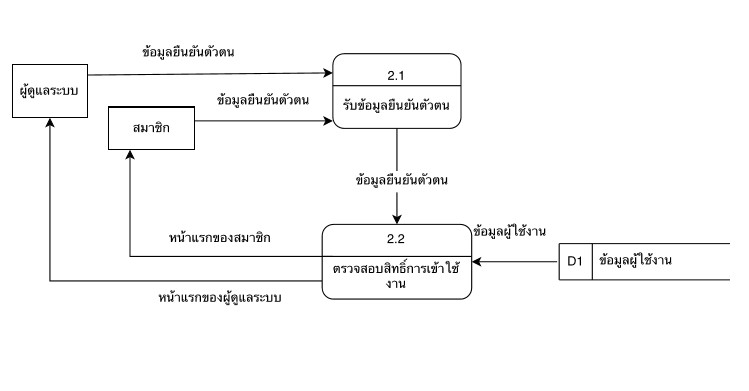 ข้อมูลยืนยันตัวตน
2.1
ผู้ดูแลระบบ
ข้อมูลยืนยันตัวตน
รับข้อมูลยืนยันตัวตน
สมาชิก
ข้อมูลยืนยันตัวตน
หน้าแรกของสมาชิก
2.2
ข้อมูลผู้ใช้งาน
ตรวจสอบสิทธิ์การเข้าใช้
งาน
D1
ข้อมูลผู้ใช้งาน
หน้าแรกของผู้ดูแลระบบ